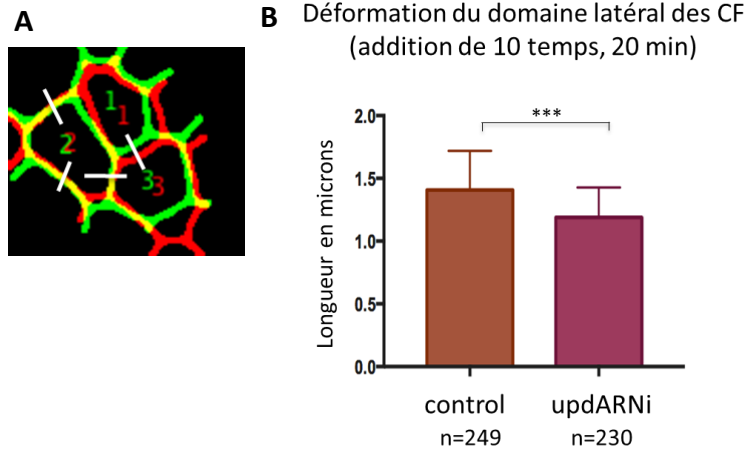 A
1 1
2 2
3 3
B
Déformation du domaine latéral des CF
(addition de 10 temps, 20 min)
Longueur en microns
2.0
1.5
1.0
0.5
0.0
***
control
updARNi
n=249
n=230